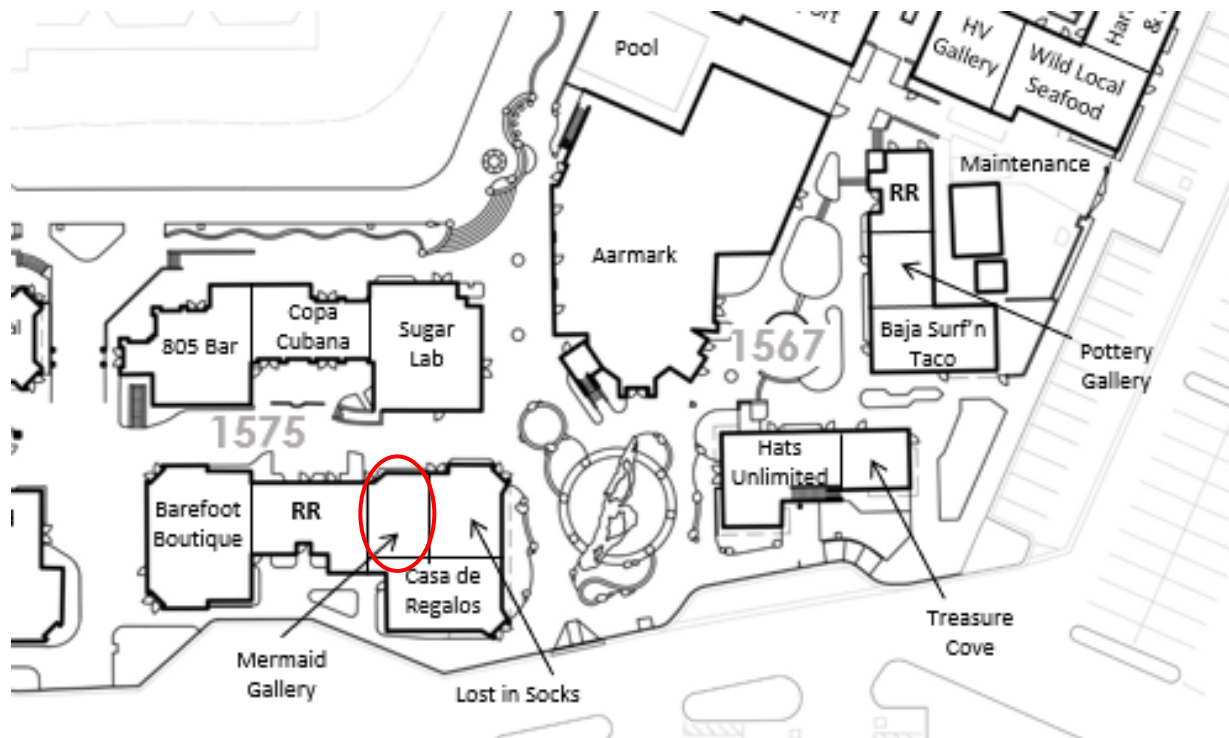 Pool
HV
Gallery
Wild Local
Seafood
Maintenance
RR
Aarmark
Copa
Cubana
805 Bar
Sugar
Lab
1567
Baja Surf'n
Taco
Pottery
Gallery
1575
Hats
Unlimited
Barefoot
Boutique
RR
Casa de
Regalos
Treasure
Cove
Mermaid
Gallery
Lost in Socks